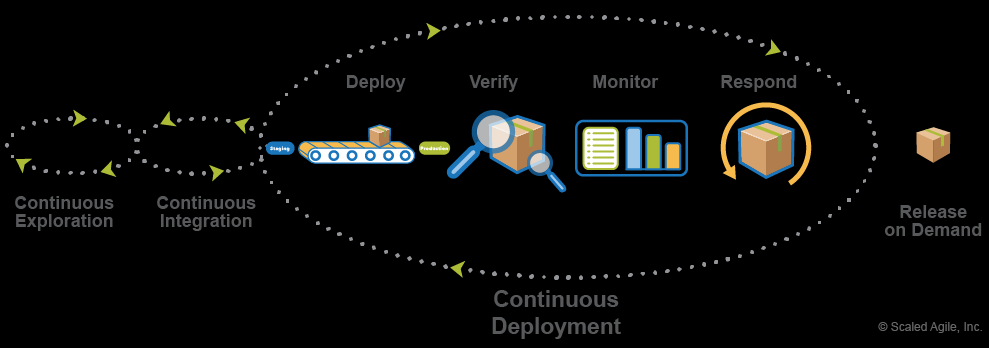 Deploy
Verify
Monitor
Respond
Staging
Production
Continuous
Exploration
Continuous
Integration
Release
on Demand
Continuous
Deployment
© Scaled Agile, Inc.